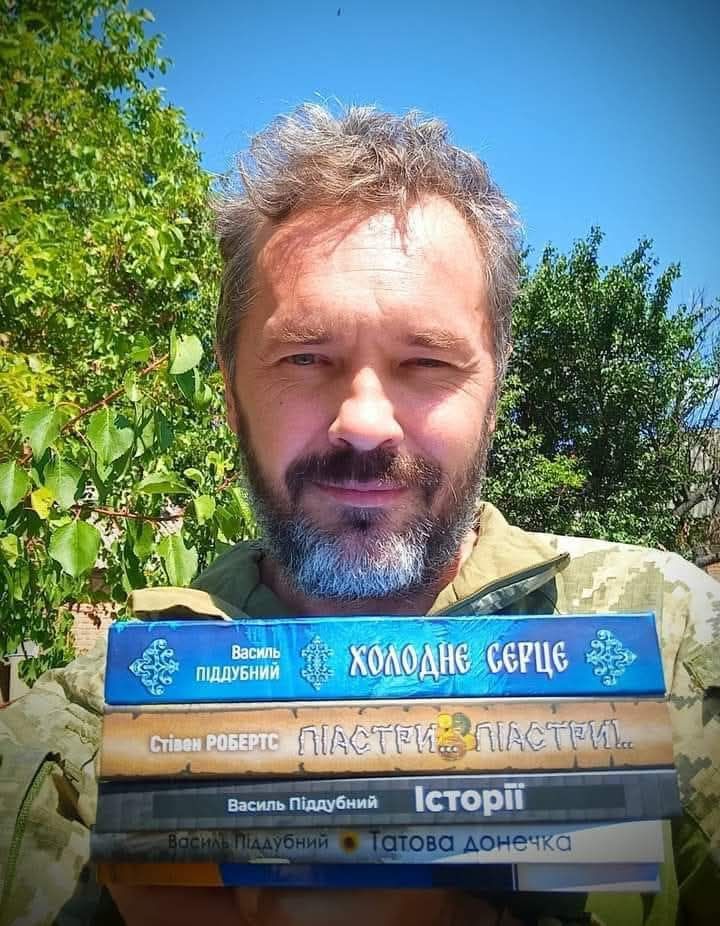 Василь
ПІДДУБНИЙ
ХОЛОДНЕ СЕРЦЕ
Стівен РОБЕРТС ПІАСТРИ... ПІАСТРИ!..
Василь Піддубний Історії
Василь Піддубний Татова донечка